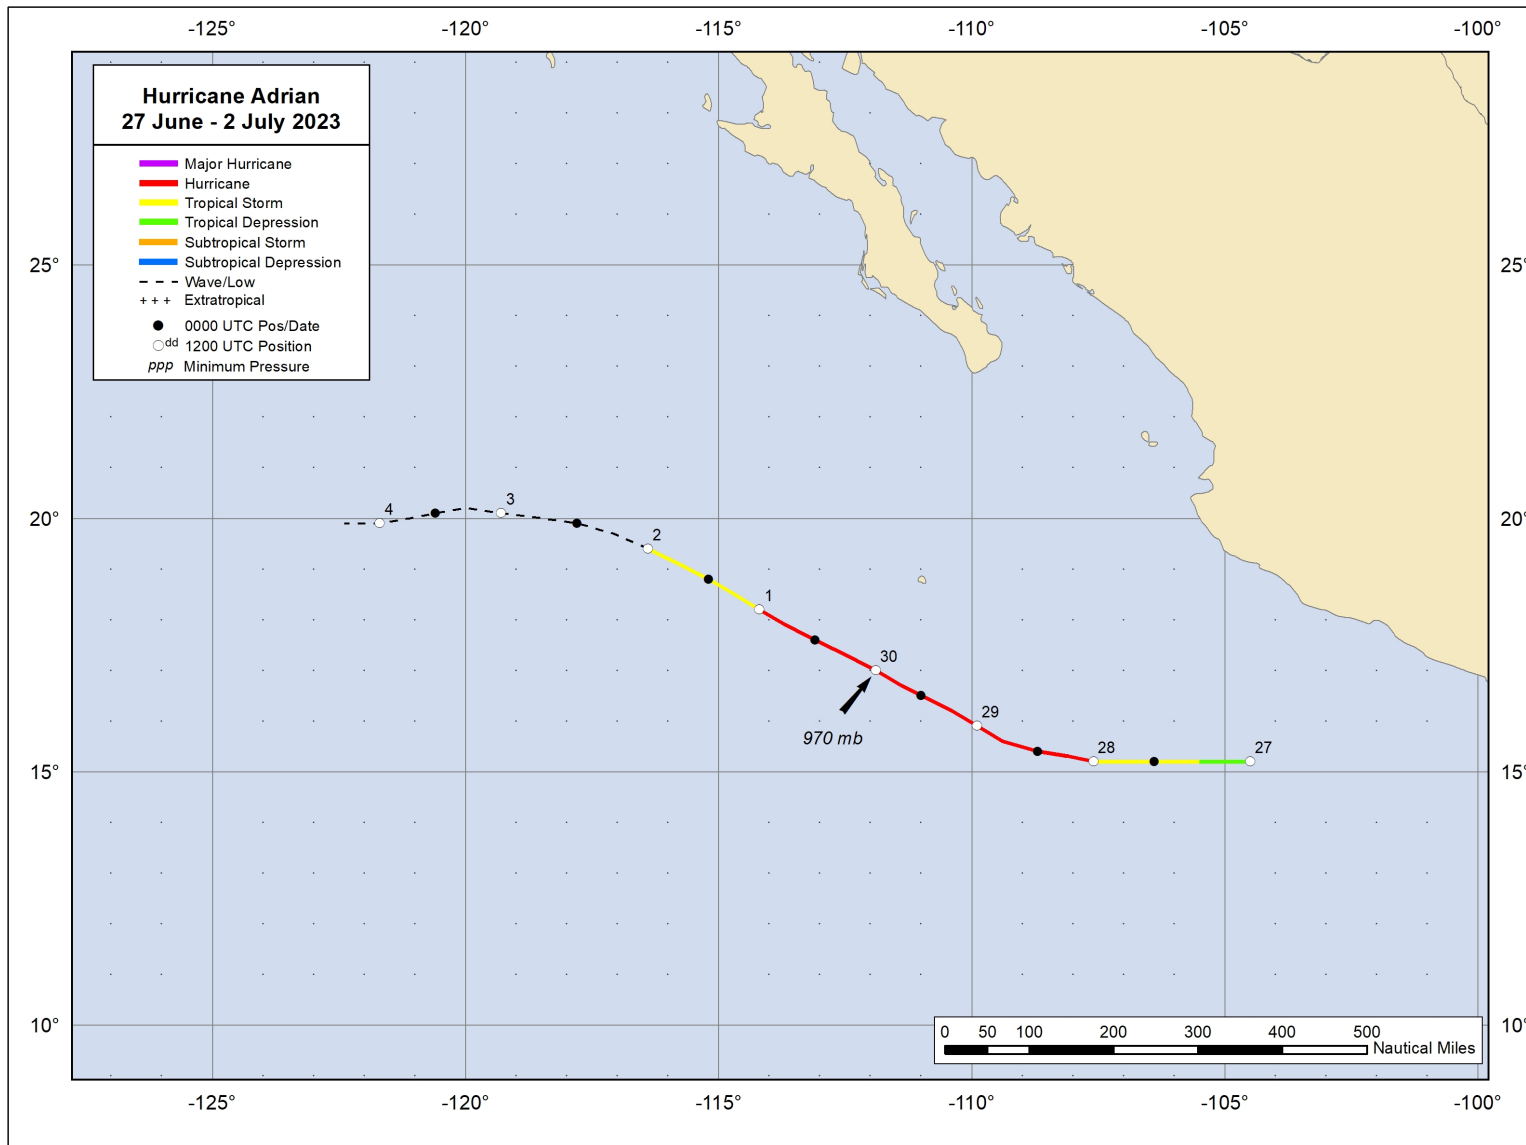 -125° -120° -115° -110° -105° -100°
Hurricane Adrian
27 June - 2 July 2023
Major Hurricane
Hurricane
Tropical Storm
Tropical Depression
Subtropical Storm
Subtropical Depression
Wave/Low
+ + + Extratropical
0000 UTC Pos/Date
dd 1200 UTC Position
ppp Minimum Pressure
25° 25°
4 3
20° 20°
2
1
30
29
970 mb
28 27
15° 15°
10° 10°
0 50 100 200 300 400 500
Nautical Miles
-125° -120° -115° -110° -105° -100°